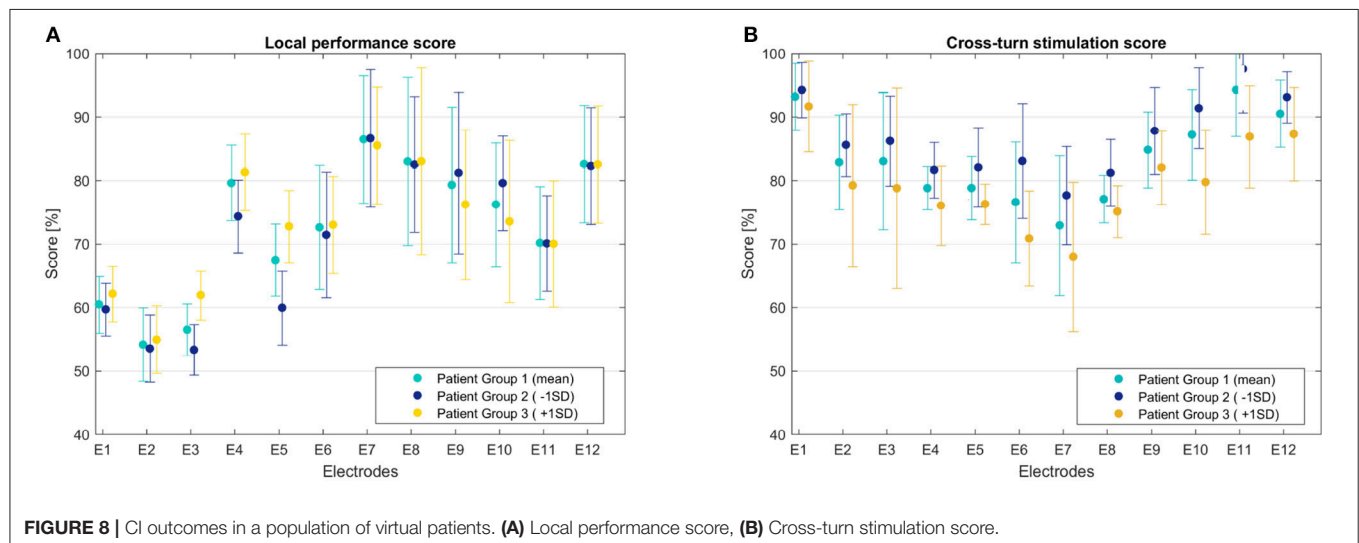 A
Local performance score
100
90
80
70
60
50
40
Score [%]
E1 E2 E3 E4 E5 E6 E7 E8 E9 E10 E11 E12
Electrodes
Patient Group 1 (mean)
Patient Group 2 ( -1SD)
Patient Group 3 ( +1SD)
B
Cross-turn stimulation score
100
90
80
70
60
50
40
Score [%]
E1 E2 E3 E4 E5 E6 E7 E8 E9 E10 E11 E12
Electrodes
Patient Group 1 (mean)
Patient Group 2 ( -1SD)
Patient Group 3 ( +1SD)
FIGURE 8 | CI outcomes in a population of virtual patients. (A) Local performance score, (B) Cross-turn stimulation score.